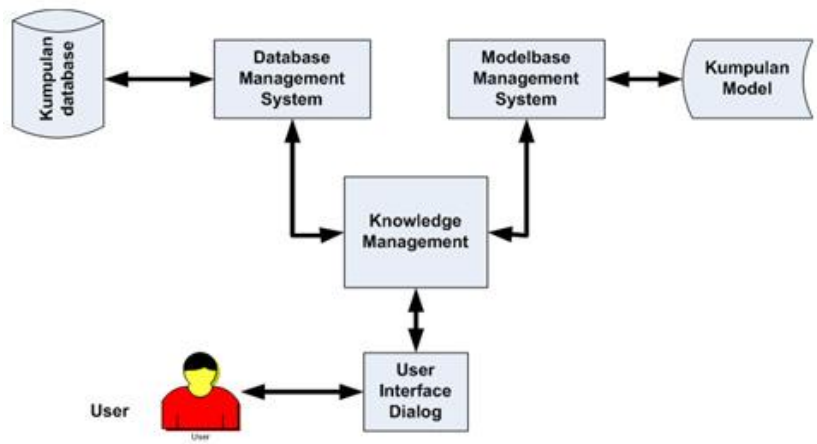 Kumpulan
database
Database
Management
System
Modelbase
Management
System
Kumpulan
Model
Knowledge
Management
User
Interface
Dialog
User
User